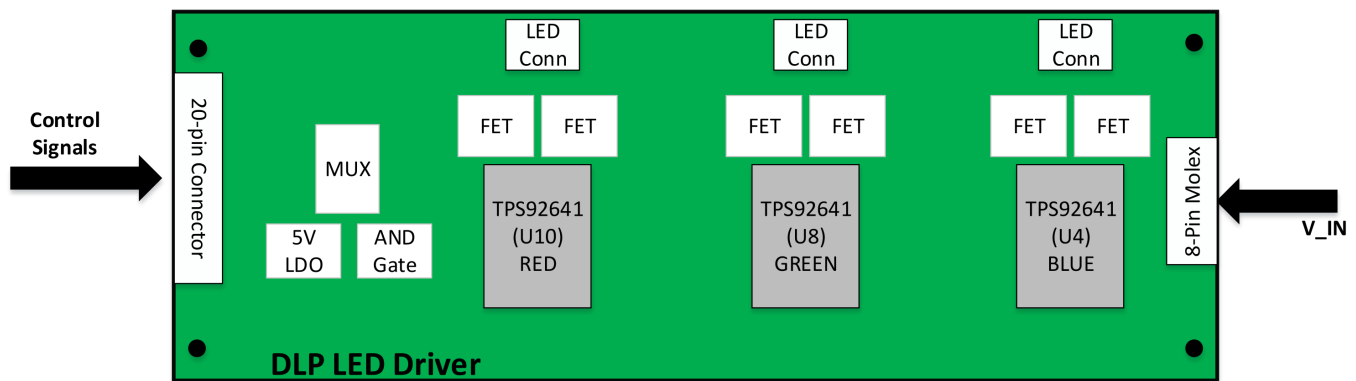 Control
Signals
20-pin Connector
MUX
5V
LDO
AND
Gate
LED
Conn
FET
FET
TPS92641
(U10)
RED
LED
Conn
FET
FET
TPS92641
(U8)
GREEN
LED
Conn
FET
FET
TPS92641
(U4)
BLUE
8-Pin Molex
V_IN
DLP LED Driver